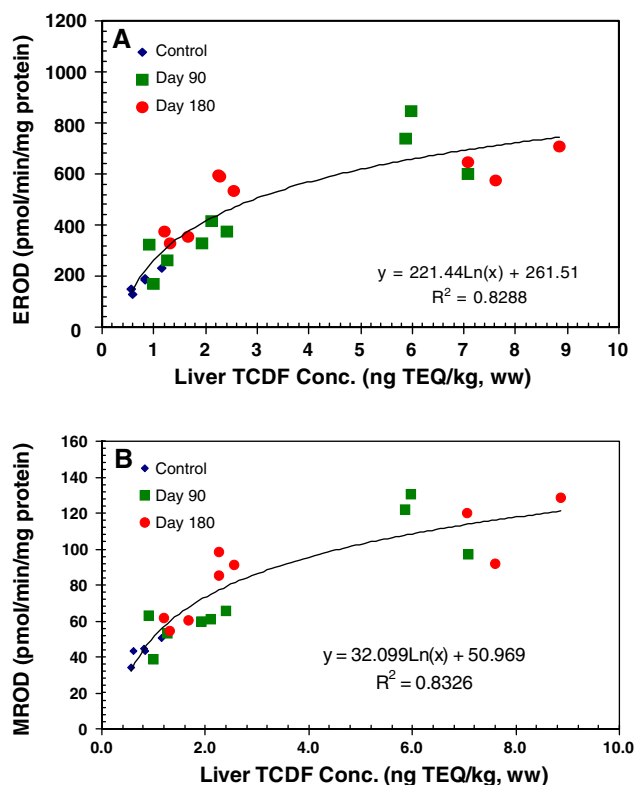 A
Control
Day 90
Day 180
EROD (pmol/min/mg protein)
1200
1000
800
600
400
200
0
y = 221.44Ln(x) + 261.51
R² = 0.8288
0 1 2 3 4 5 6 7 8 9 10
Liver TCDF Conc. (ng TEQ/kg, ww)
B
Control
Day 90
Day 180
MROD (pmol/min/mg protein)
160
140
120
100
80
60
40
20
0
y = 32.099Ln(x) + 50.969
R² = 0.8326
0.0 2.0 4.0 6.0 8.0 10.0
Liver TCDF Conc. (ng TEQ/kg, ww)